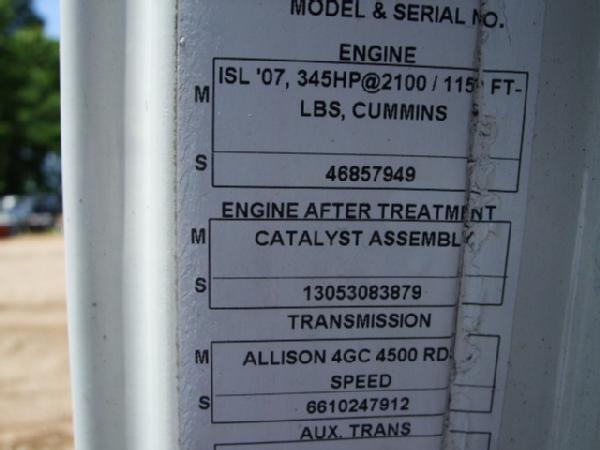 MODEL & SERIAL NO.
ENGINE
M ISL '07, 345HP@2100 / 1150 FT-
LBS, CUMMINS
S 46857949
ENGINE AFTER TREATMENT
M CATALYST ASSEMBLY
S 13053083879
TRANSMISSION
M ALLISON 4GC 4500 RD
SPEED
S 6610247912
AUX. TRANS